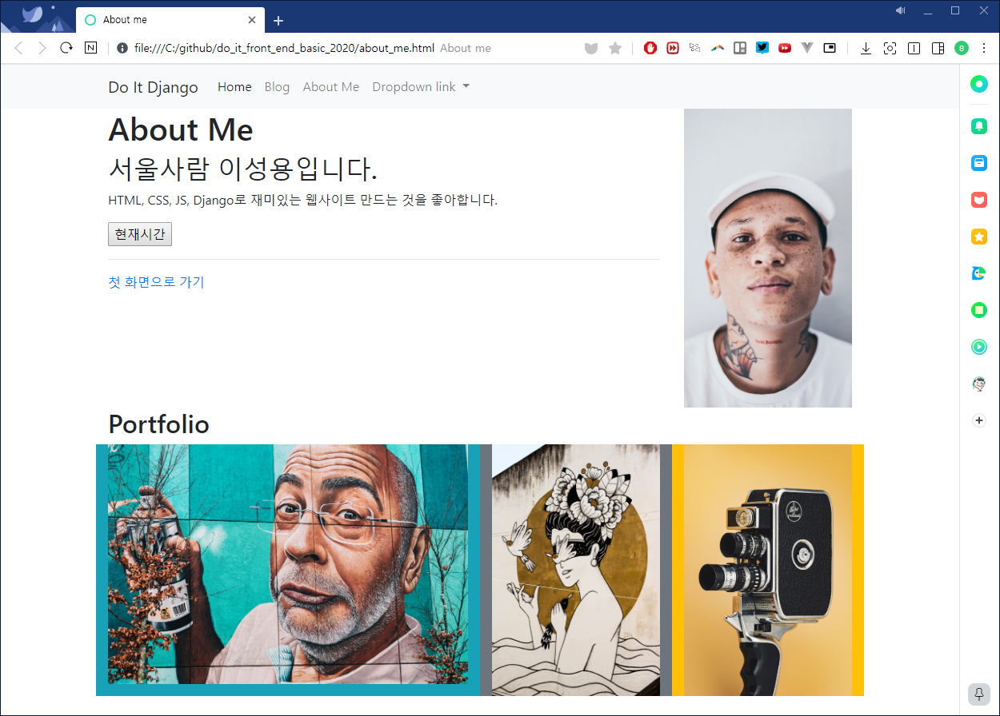 About me
file:///C:/github/do_it_front_end_basic_2020/about_me.html About me
Do It Django Home Blog About Me Dropdown link
About Me
서울사람 이성용입니다.
HTML, CSS, JS, Django로 재미있는 웹사이트 만드는 것을 좋아합니다.
현재시간
첫 화면으로 가기
Portfolio